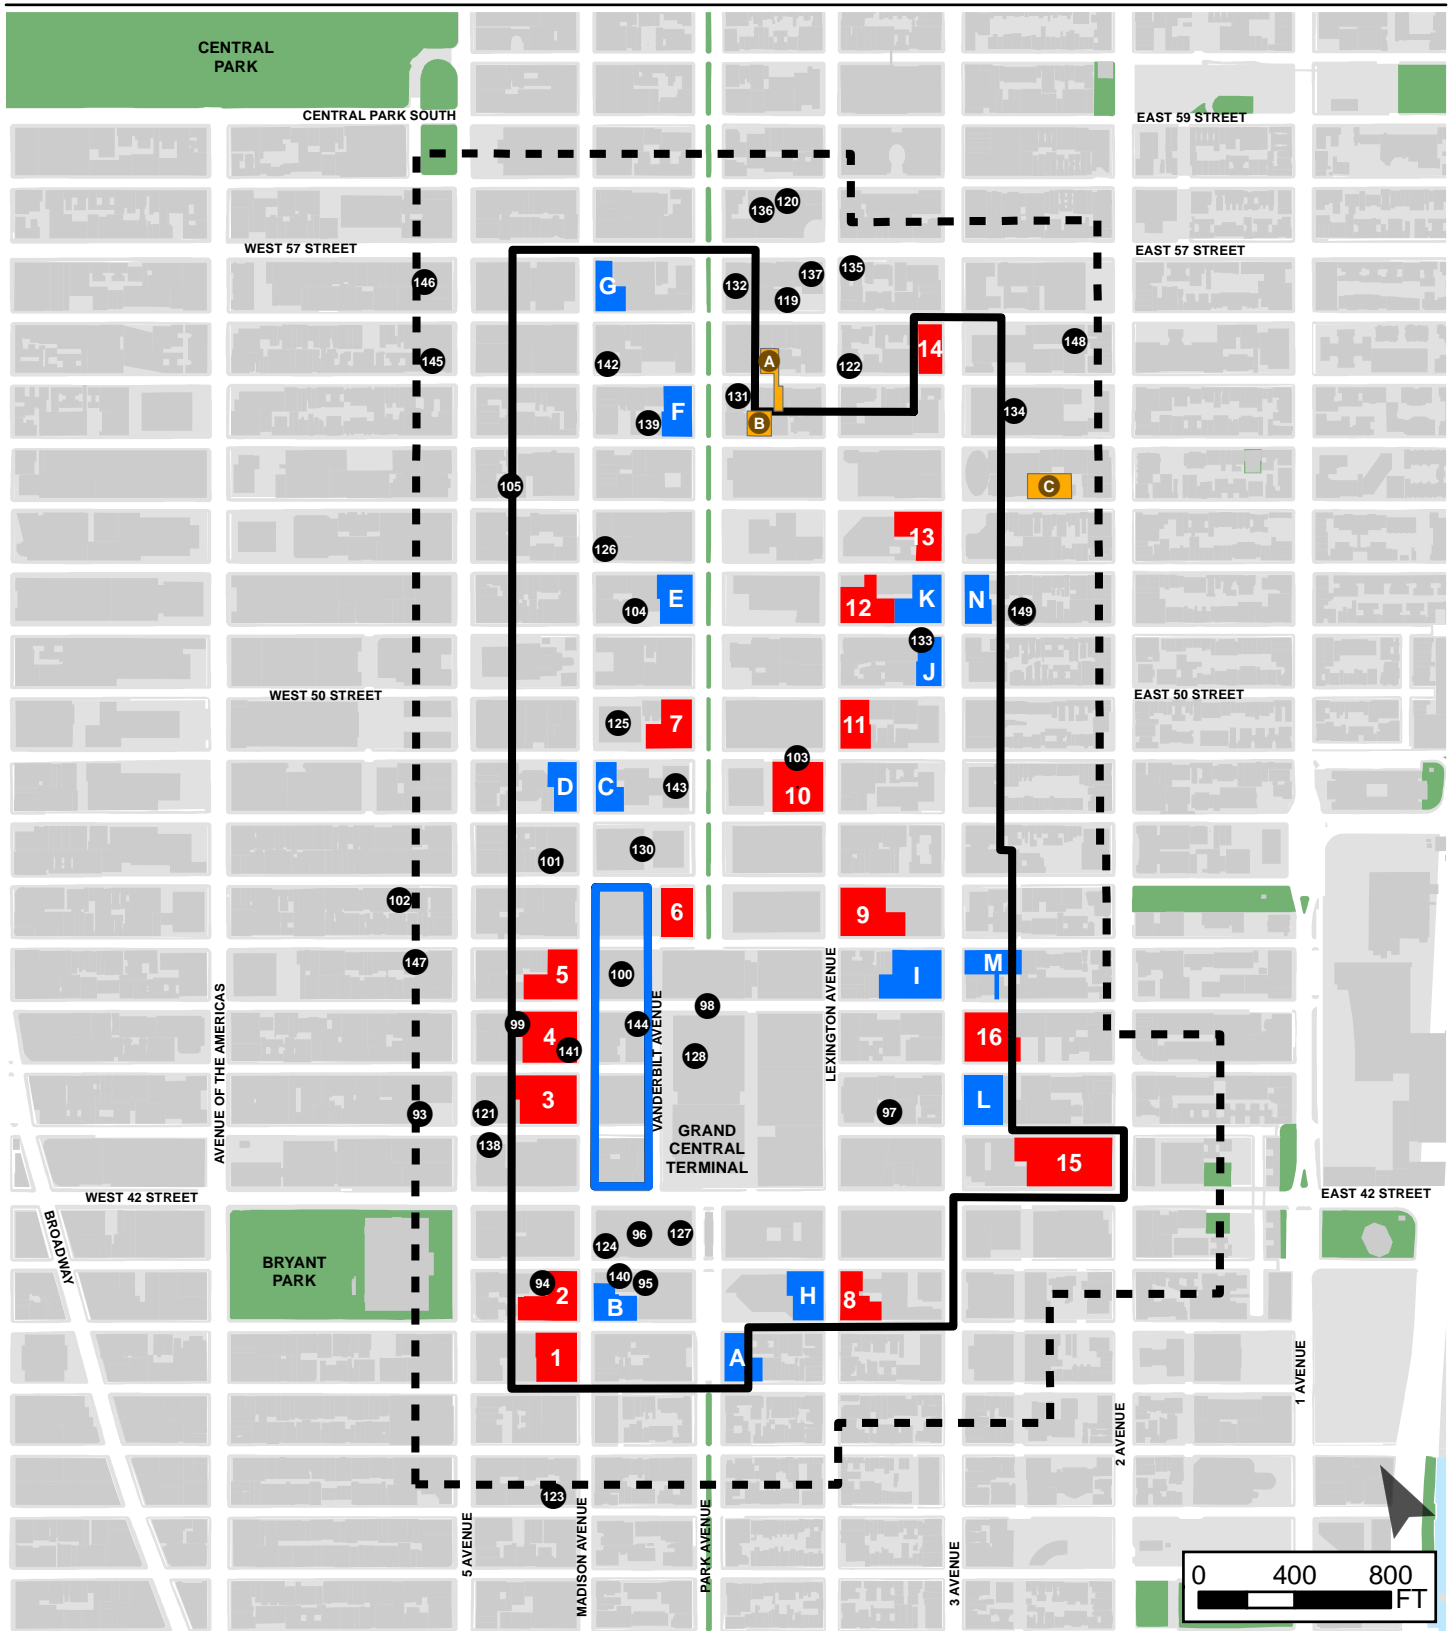 CENTRAL
PARK
CENTRAL PARK SOUTH
EAST 59 STREET
136
120
WEST 57 STREET
EAST 57 STREET
146
G
132
137
119
135
145
142
A
122
14
148
139
F
131
B
134
105
C
126
13
104
E
12
K
N
149
133
J
WEST 50 STREET
EAST 50 STREET
125
7
11
103
D
C
143
10
101
130
102
6
9
147
5
100
98
I
M
AVENUE OF THE AMERICAS
VANDERBILT AVENUE
LEXINGTON AVENUE
99
4
141
144
128
16
93
121
3
97
L
138
GRAND
CENTRAL
TERMINAL
15
WEST 42 STREET
EAST 42 STREET
BROADWAY
124
96
127
BRYANT
PARK
94
2
140
95
B
H
8
1
A
1 AVENUE
2 AVENUE
123
5 AVENUE
MADISON AVENUE
PARK AVENUE
3 AVENUE
0 400 800
FT